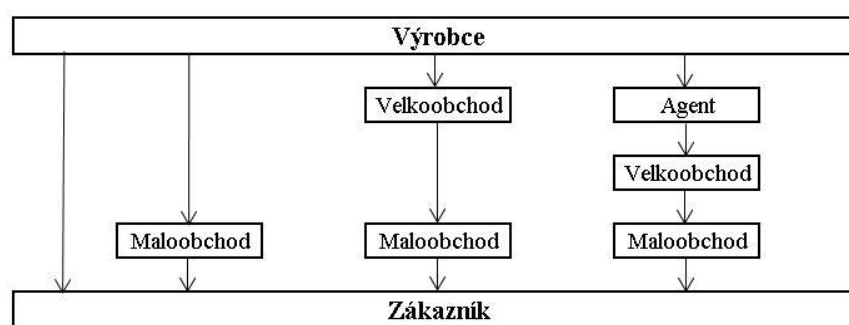 Výrobce
Velkoobchod
Agent
Velkoobchod
Maloobchod
Maloobchod
Maloobchod
Zákazník